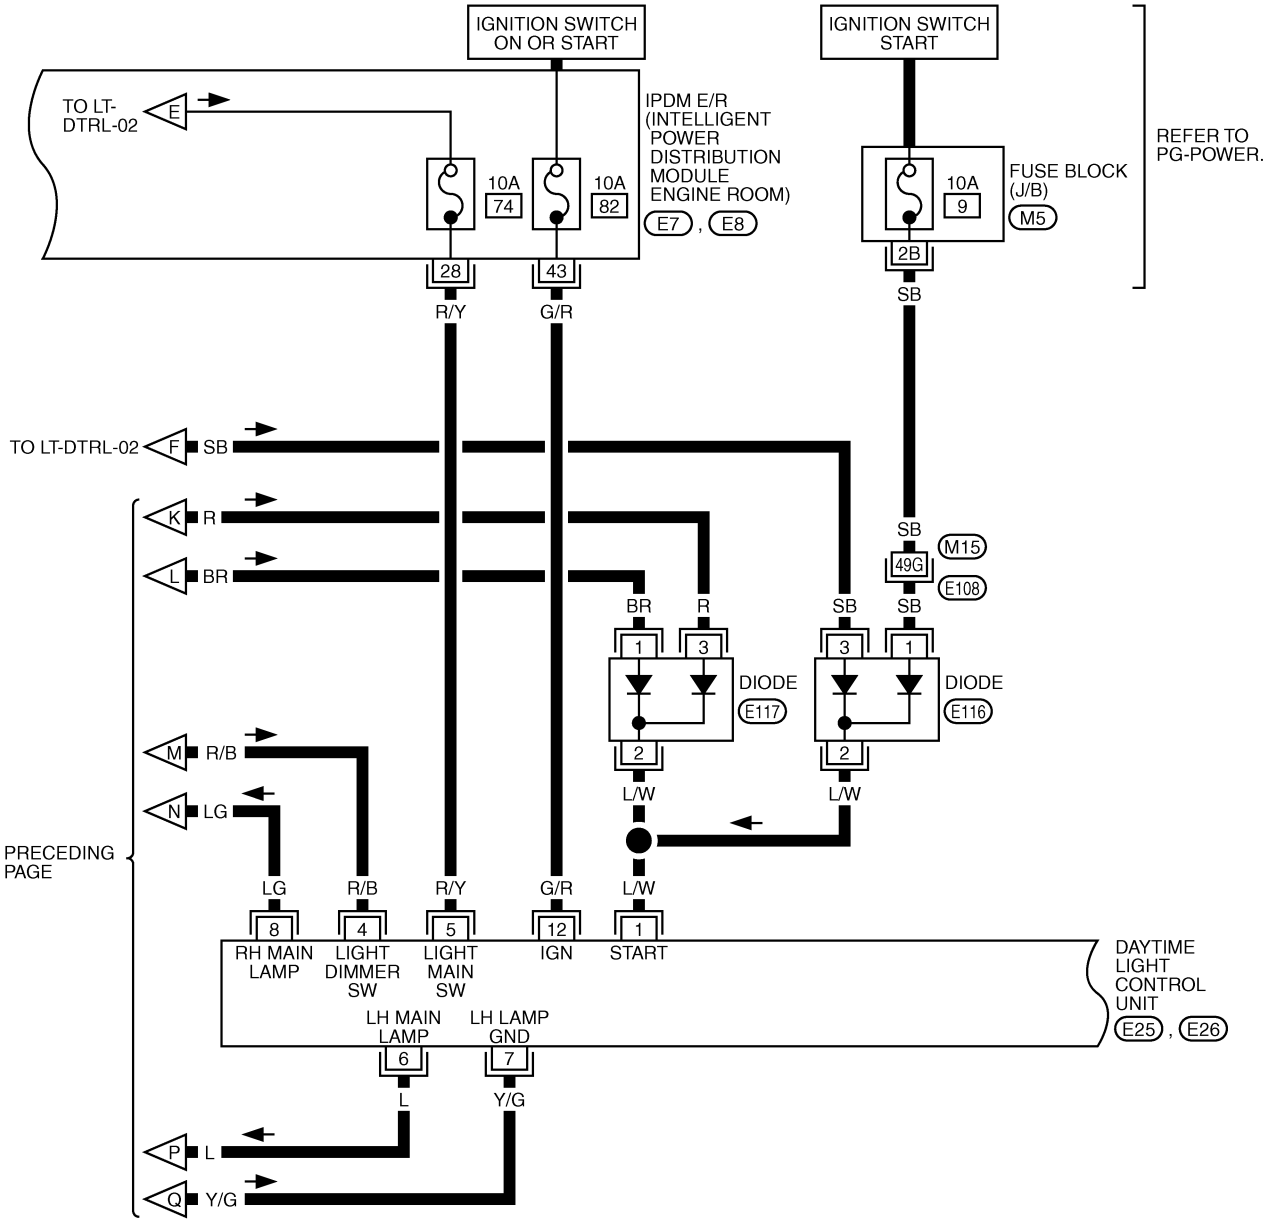 IGNITION SWITCH
ON OR START
IGNITION SWITCH
START
TO LT-
DTRL-02
E
10A
74
10A
82
IPDM E/R
(INTELLIGENT
POWER
DISTRIBUTION
MODULE
ENGINE ROOM)
E7 , E8
10A
9
FUSE BLOCK
(J/B)
M5
REFER TO
PG-POWER.
28
43
2B
R/Y
G/R
SB
TO LT-DTRL-02
F
SB
K
R
L
BR
SB
49G
M15
E108
BR
R
SB
SB
1
3
3
1
DIODE
E117
DIODE
E116
2
2
L/W
L/W
M
R/B
N
LG
PRECEDING
PAGE
LG
R/B
R/Y
G/R
L/W
8
4
5
12
1
RH MAIN
LAMP
LIGHT
DIMMER
SW
LIGHT
MAIN
SW
IGN
START
DAYTIME
LIGHT
CONTROL
UNIT
E25 , E26
LH MAIN
LAMP
LH LAMP
GND
6
7
L
Y/G
P
L
Q
Y/G